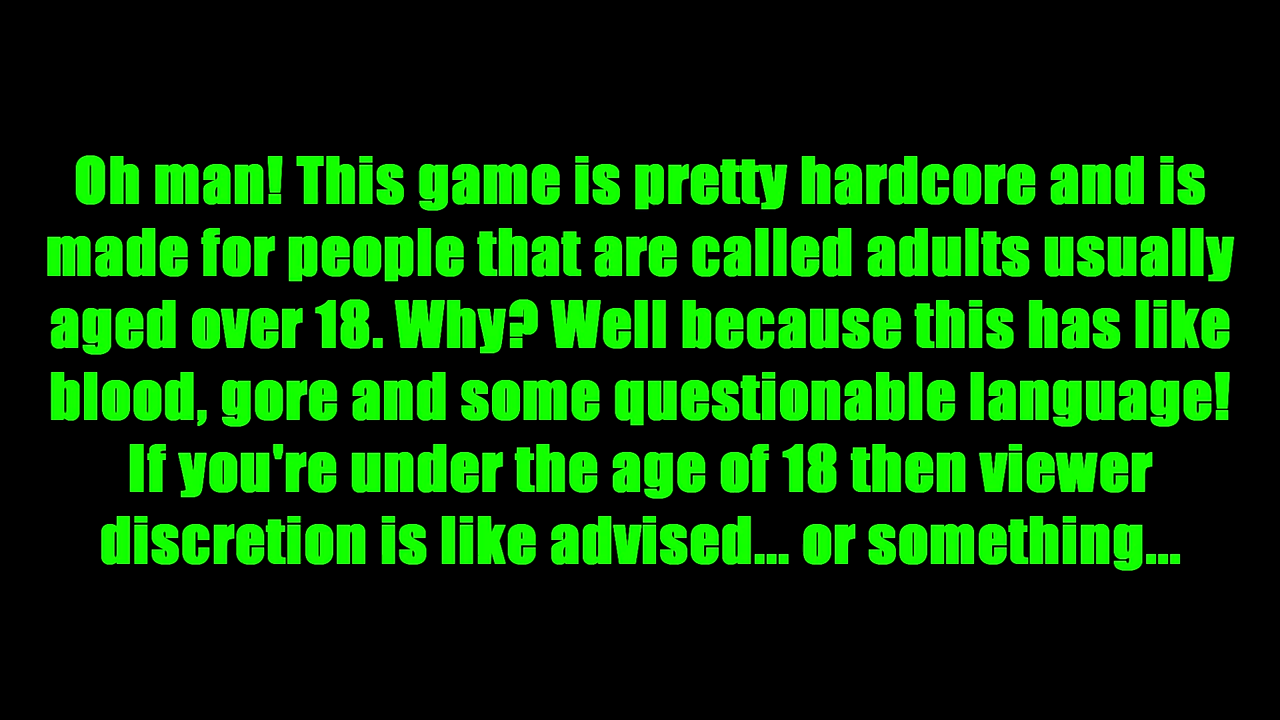 Oh man! This game is pretty hardcore and is
made for people that are called adults usually
aged over 18. Why? Well because this has like
blood, gore and some questionable language!
If you're under the age of 18 then viewer
discretion is like advised... or something...